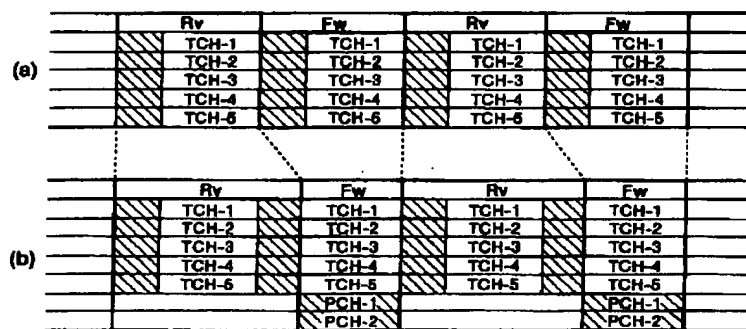 Rv Fw Rv Fw
(a)
TCH-1 TCH-1 TCH-1 TCH-1
TCH-2 TCH-2 TCH-2 TCH-2
TCH-3 TCH-3 TCH-3 TCH-3
TCH-4 TCH-4 TCH-4 TCH-4
TCH-5 TCH-5 TCH-5 TCH-5
Rv Fw Rv Fw
(b)
TCH-1 TCH-1 TCH-1 TCH-1
TCH-2 TCH-2 TCH-2 TCH-2
TCH-3 TCH-3 TCH-3 TCH-3
TCH-4 TCH-4 TCH-4 TCH-4
TCH-5 TCH-5 TCH-5 TCH-5
PCH-1 PCH-1
PCH-2 PCH-2